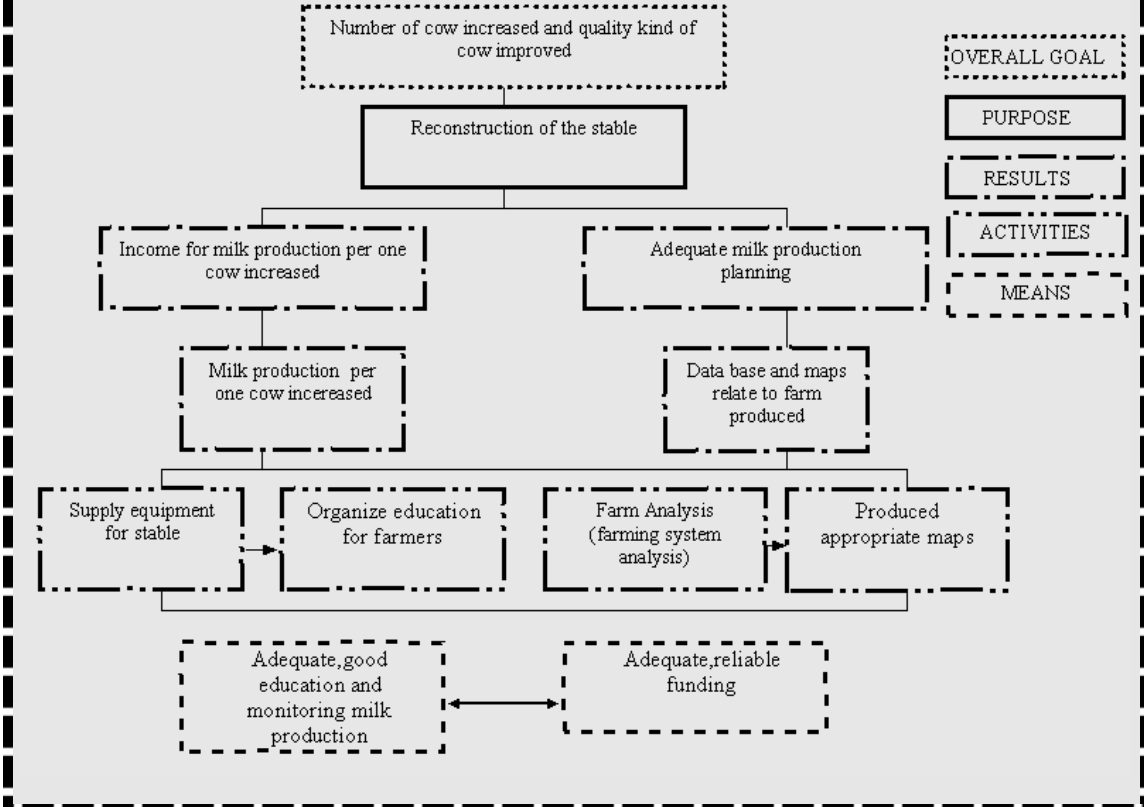 Number of cow increased and quality kind of
cow improved
OVERALL GOAL
PURPOSE
Reconstruction of the stable
RESULTS
ACTIVITIES
Income for milk production per one
cow increased
Adequate milk production
planning
MEANS
Milk production per
one cow incereased
Data base and maps
relate to farm
produced
Supply equipment
for stable
Organize education
for farmers
Farm Analysis
(farming system
analysis)
Produced
appropriate maps
Adequate,good
education and
monitoring milk
production
Adequate,reliable
funding